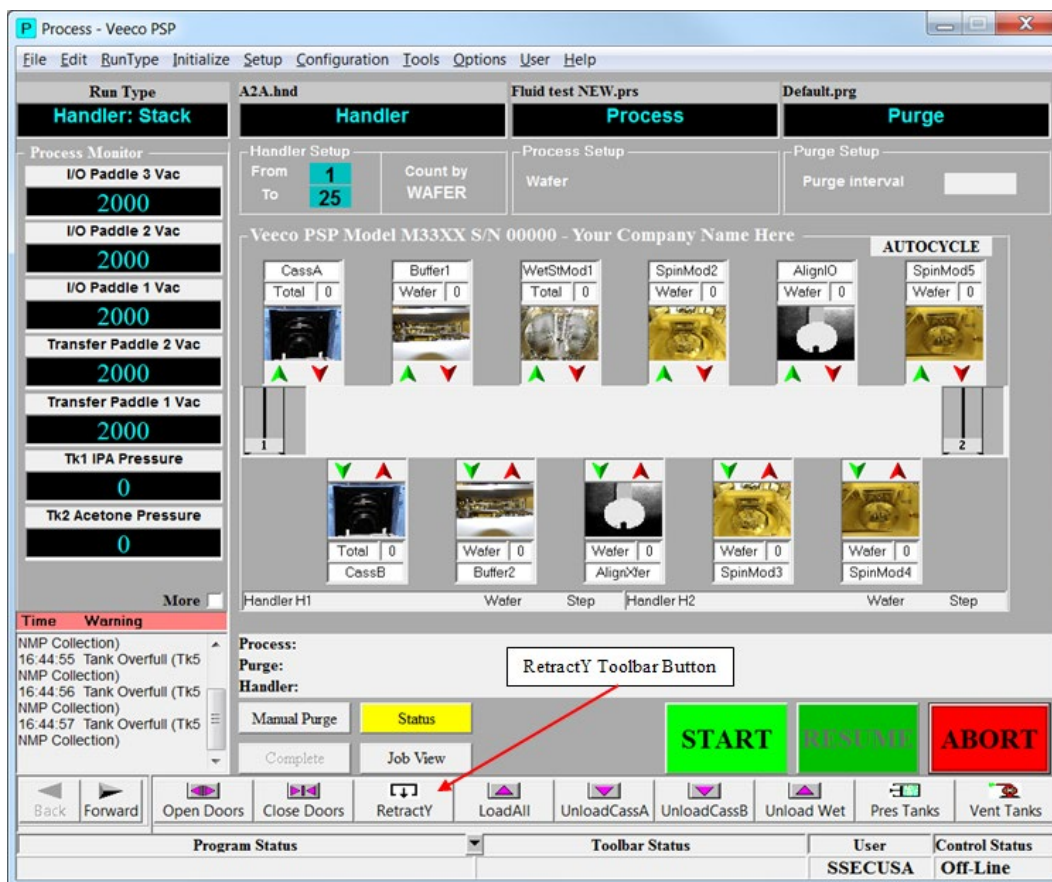 P Process - Veeco PSP
File Edit RunType Initialize Setup Configuration Tools Options User Help
Run Type
Handler: Stack
A2A.hnd
Handler
Fluid test NEW.prs
Process
Default.prg
Purge
Process Monitor
I/O Paddle 3 Vac
2000
I/O Paddle 2 Vac
2000
I/O Paddle 1 Vac
2000
Transfer Paddle 2 Vac
2000
Transfer Paddle 1 Vac
2000
Tk1 IPA Pressure
0
Tk2 Acetone Pressure
0
More
Handler Setup
From 1
To 25
Count by
WAFER
Process Setup
Wafer
Purge Setup
Purge interval
Veeco PSP Model M33XX S/N 00000 - Your Company Name Here
AUTOCYCLE
CassA Buffer1 WetStMod1 SpinMod2 AlignIO SpinMod5
Total 0 Wafer 0 Total 0 Wafer 0 Wafer 0 Wafer 0
1 2
Total 0 Wafer 0 Wafer 0 Wafer 0 Wafer 0
CassB Buffer2 AlignXfer SpinMod3 SpinMod4
Handler H1 Wafer Step Handler H2 Wafer Step
Time Warning
NMP Collection)
16:44:55 Tank Overfull (Tk5
NMP Collection)
16:44:56 Tank Overfull (Tk5
NMP Collection)
16:44:57 Tank Overfull (Tk5
NMP Collection)
Process:
Purge:
Handler:
RetractY Toolbar Button
Manual Purge Status
Complete Job View
START RESUME ABORT
Back Forward Open Doors Close Doors RetractY LoadAll UnloadCassA UnloadCassB Unload Wet Pres Tanks Vent Tanks
Program Status Toolbar Status User Control Status
SSECUSA Off-Line